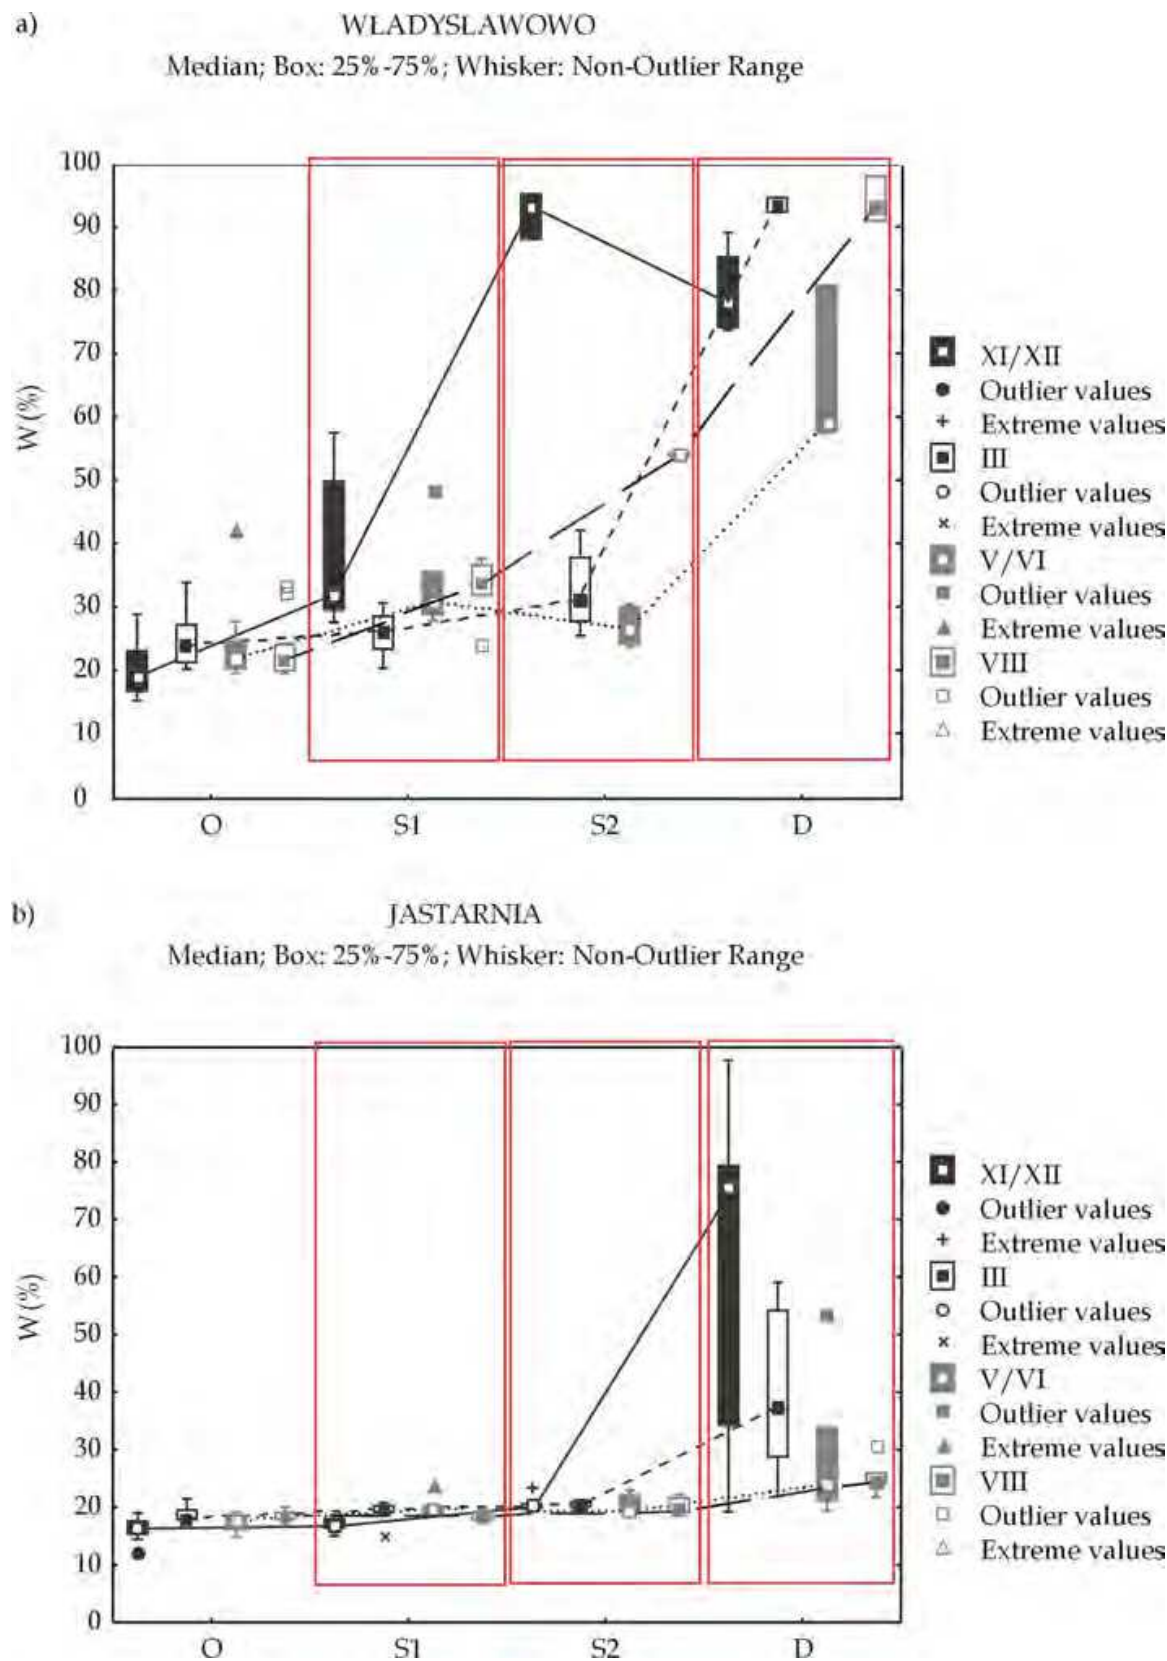 a)
WŁADYSLAWOWO
Median; Box: 25%-75%; Whisker: Non-Outlier Range
100
90
80
70
60
50
40
30
20
10
0
W (%)
O S1 S2 D
XI/XII
Outlier values
Extreme values
III
Outlier values
Extreme values
V/VI
Outlier values
Extreme values
VIII
Outlier values
Extreme values
b)
JASTARNIA
Median; Box: 25%-75%; Whisker: Non-Outlier Range
100
90
80
70
60
50
40
30
20
10
0
W (%)
O S1 S2 D
XI/XII
Outlier values
Extreme values
III
Outlier values
Extreme values
V/VI
Outlier values
Extreme values
VIII
Outlier values
Extreme values